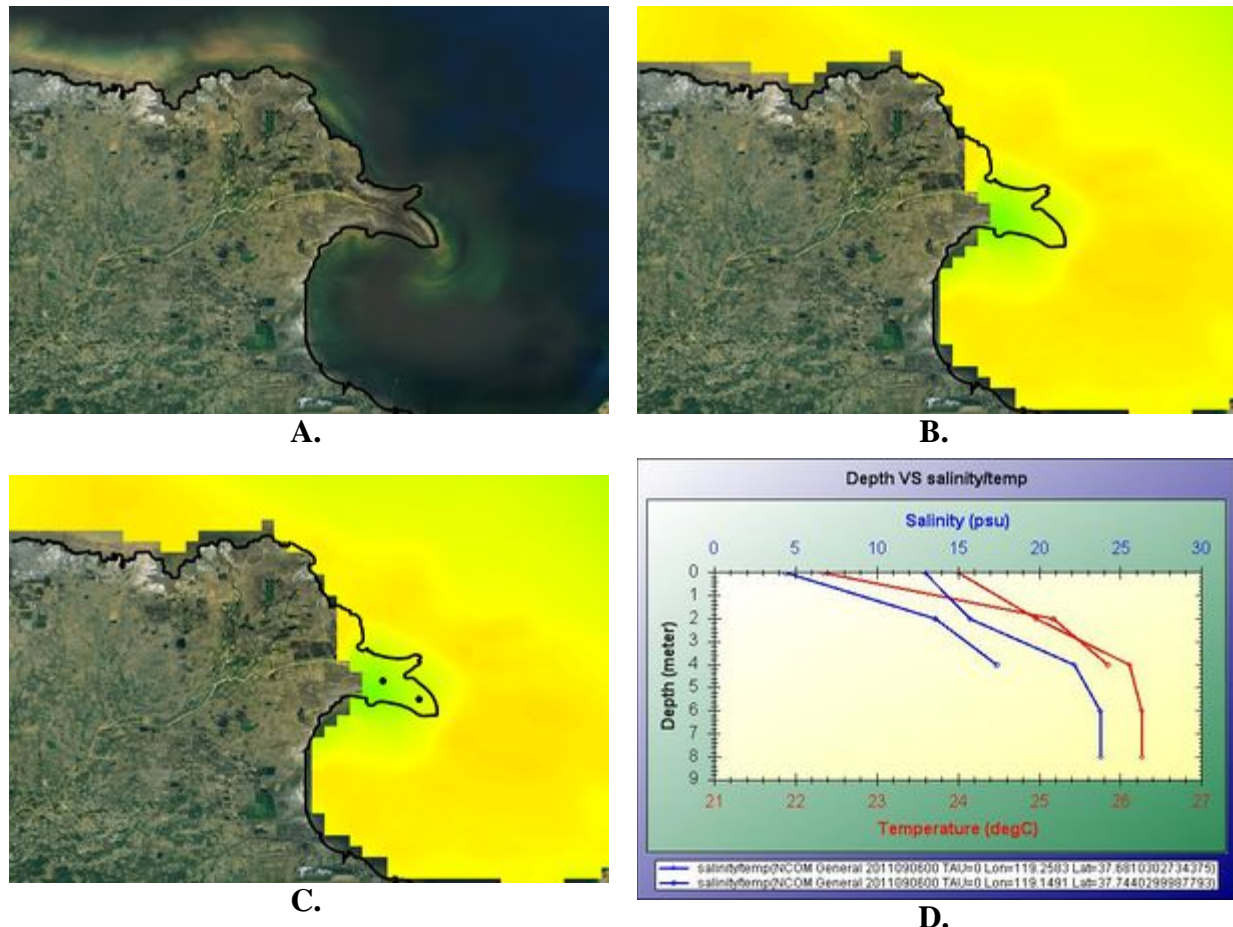 A.
B.
C.
Depth VS salinity/temp
Salinity (psu)
0 5 10 15 20 25 30
0
1
2
3
4
5
6
7
8
9
Depth (meter)
21 22 23 24 25 26 27
Temperature (degC)
salinity/temp(NCOM General 2011090600 TAU=0 Lon=119.2583 Lat=37.6810302734375)
salinity/temp(NCOM General 2011090600 TAU=0 Lon=119.1491 Lat=37.7440299987793)
D.